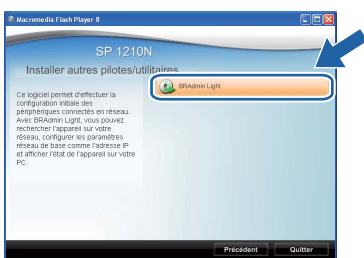 Macromedia Flash Player 8
SP 1210N
Installer autres pilotes/utilitaires
BRAdmin Light
Ce logiciel permet d'effectuer la
configuration initiale des
périphériques connectés en réseau.
Avec BRAdmin Light, vous pouvez
rechercher l'appareil sur votre
réseau, configurer les paramètres
réseau de base comme l'adresse IP
et afficher l'état de l'appareil sur votre
PC.
Précédent
Quitter